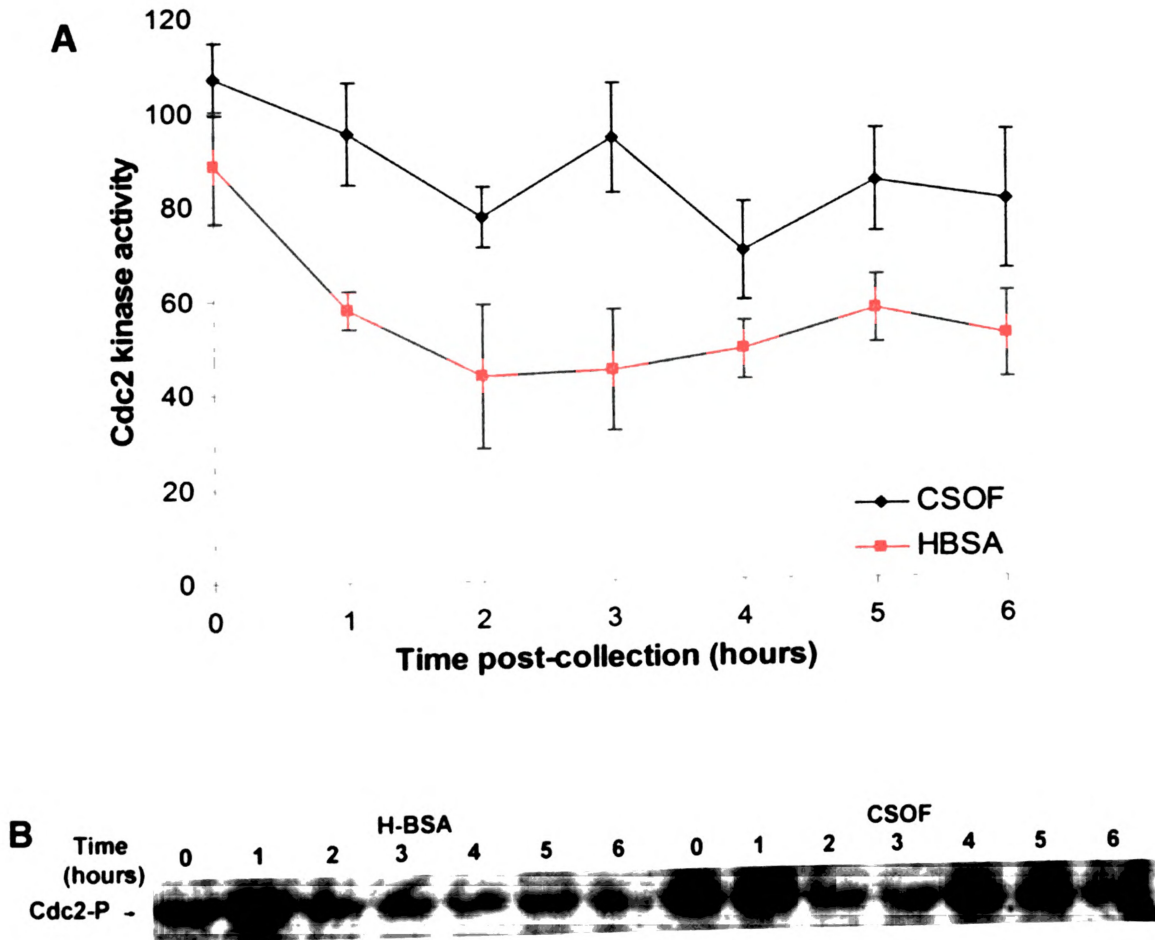 A
120
100
80
60
40
20
0
Cdc2 kinase activity
CSOF
HBSA
0 1 2 3 4 5 6
Time post-collection (hours)
B
H-BSA CSOF
Time (hours) 0 1 2 3 4 5 6 0 1 2 3 4 5 6
Cdc2-P